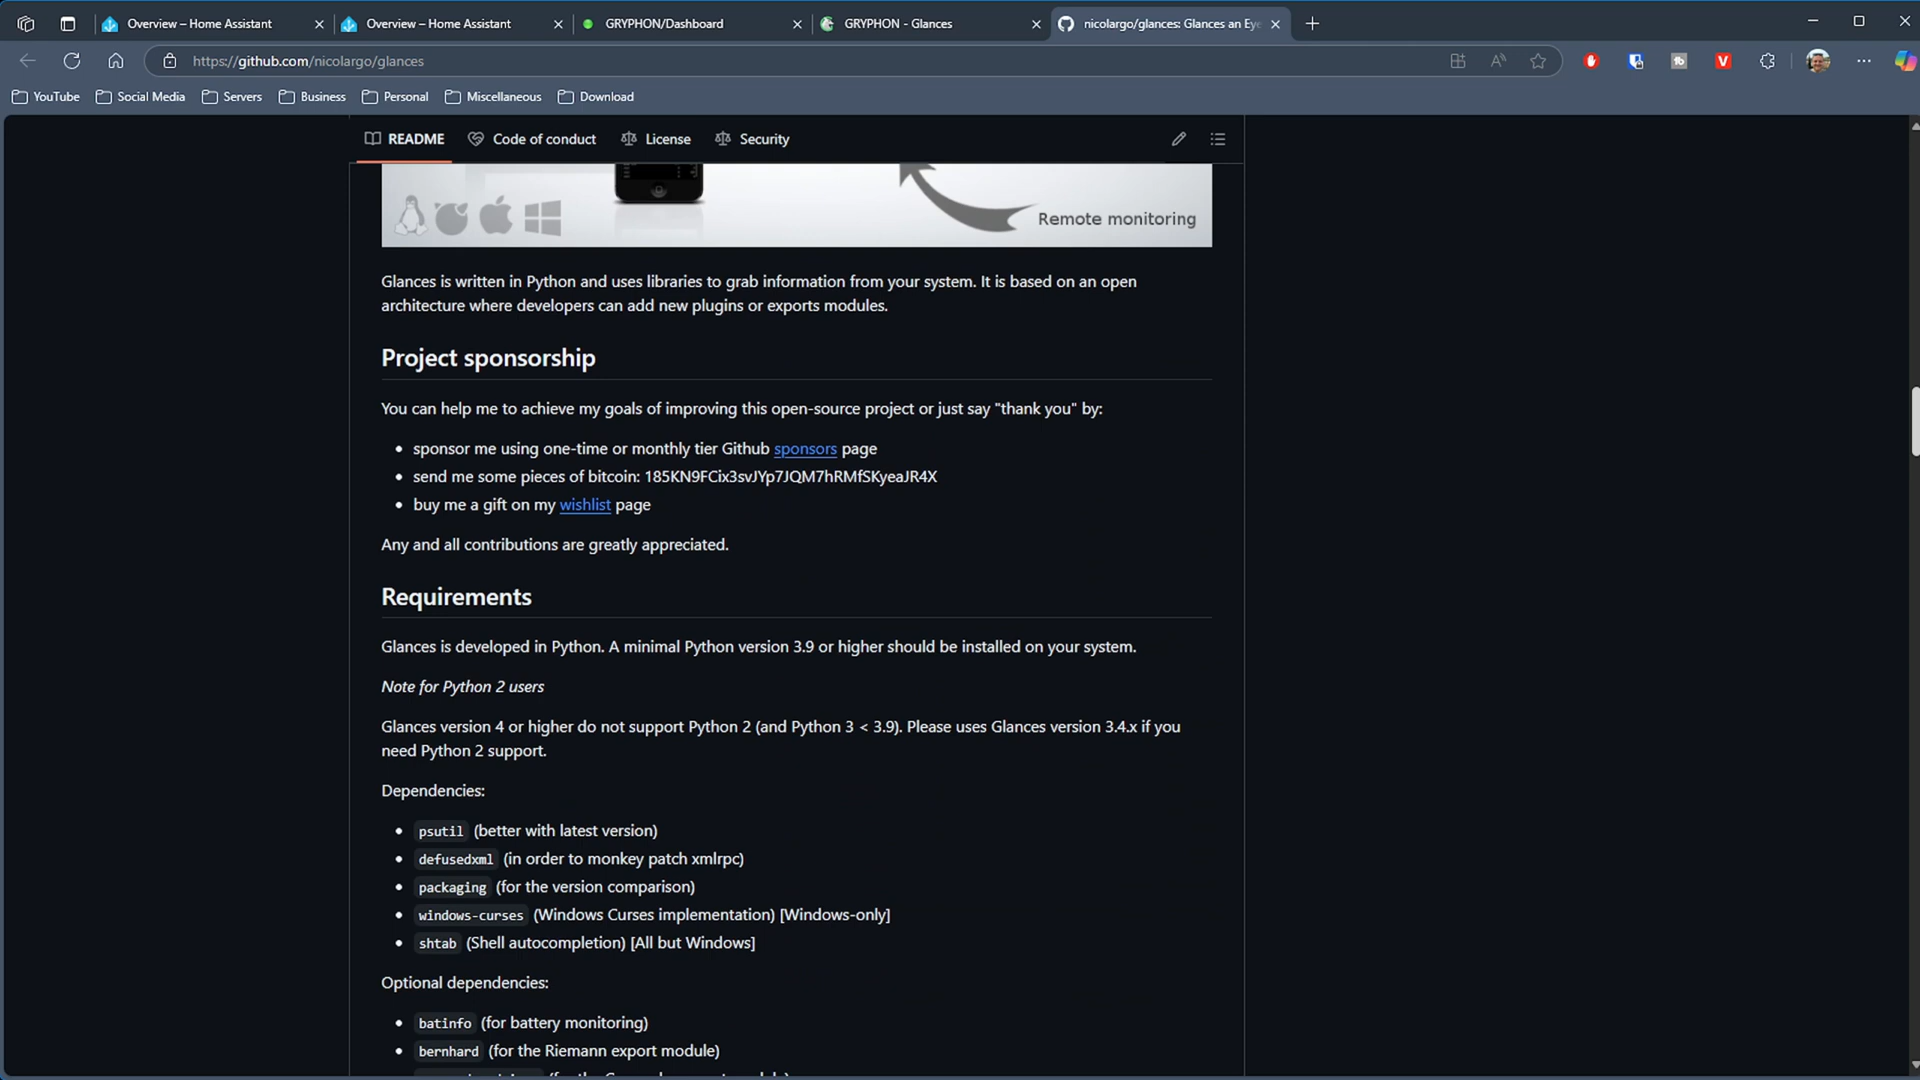 Overview – Home Assistant
Overview – Home Assistant
GRYPHON/Dashboard
GRYPHON - Glances
nicolargo/glances: Glances an Eye
https://github.com/nicolargo/glances
YouTube
Social Media
Servers
Business
Personal
Miscellaneous
Download
README
Code of conduct
License
Security
Remote monitoring
Glances is written in Python and uses libraries to grab information from your system. It is based on an open
architecture where developers can add new plugins or exports modules.
Project sponsorship
You can help me to achieve my goals of improving this open-source project or just say "thank you" by:
sponsor me using one-time or monthly tier Github sponsors page
send me some pieces of bitcoin: 185KN9FCix3svJYp7JQM7hRMfSKyeaJR4X
buy me a gift on my wishlist page
Any and all contributions are greatly appreciated.
Requirements
Glances is developed in Python. A minimal Python version 3.9 or higher should be installed on your system.
Note for Python 2 users
Glances version 4 or higher do not support Python 2 (and Python 3 < 3.9). Please uses Glances version 3.4.x if you
need Python 2 support.
Dependencies:
psutil (better with latest version)
defusedxml (in order to monkey patch xmlrpc)
packaging (for the version comparison)
windows-curses (Windows Curses implementation) [Windows-only]
shtab (Shell autocompletion) [All but Windows]
Optional dependencies:
batinfo (for battery monitoring)
bernhard (for the Riemann export module)